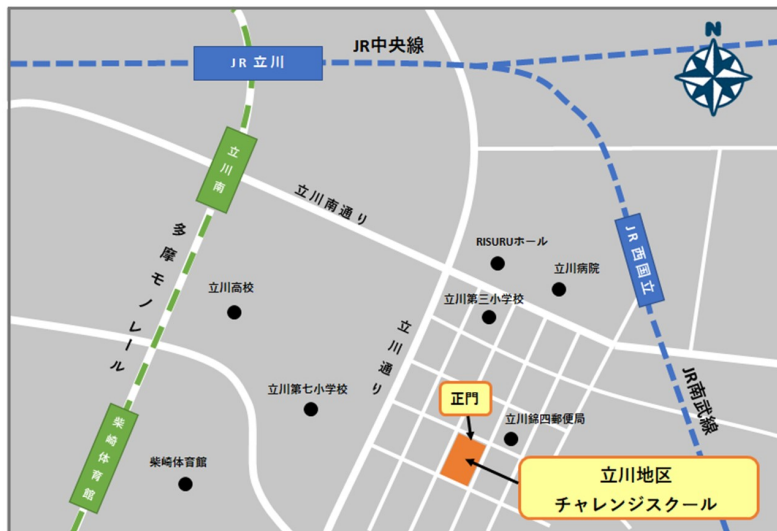 JR中央線
N
JR 立川
立川南
立川南通り
多摩モノレール
RISURUホール
立川病院
JR 西国立
立川高校
立川第三小学校
立川通り
JR南武線
立川第七小学校
正門
立川錦四郵便局
柴崎体育館
柴崎体育館
立川地区
チャレンジスクール